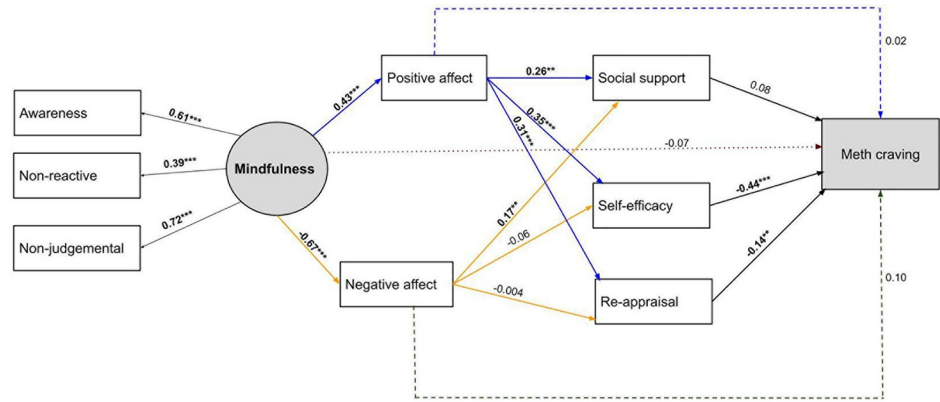 0.02
Positive affect
0.26**
Social support
0.08
0.43***
0.35***
0.31***
Awareness
0.61***
Non-reactive
0.39***
Mindfulness
-0.07
Meth craving
Non-judgemental
0.72***
0.17**
Self-efficacy
-0.44***
-0.67***
-0.06
-0.14**
Negative affect
-0.004
Re-appraisal
0.10